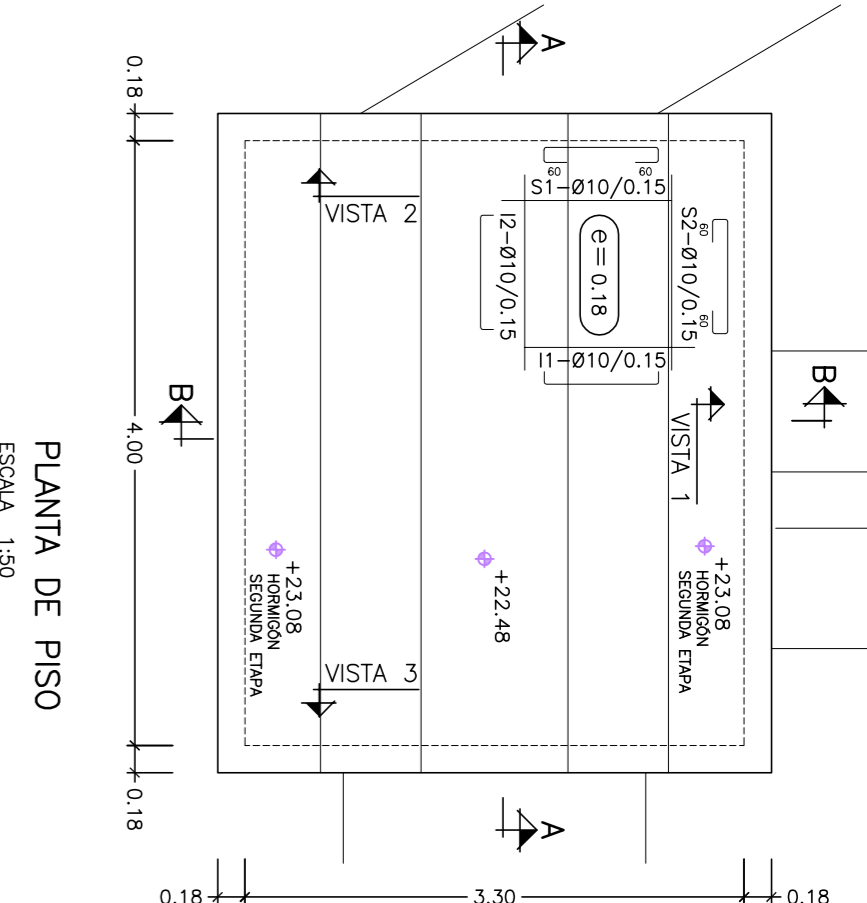 A
0.18
S1-Ø10/0.15
60
60
VISTA 2
I2-Ø10/0.15
e=0.18
S2-Ø10/0.15
60
60
I1-Ø10/0.15
B
B
VISTA 1
4.00
+23.08
HORMIGÓN
SEGUNDA ETAPA
+22.48
+23.08
HORMIGÓN
SEGUNDA ETAPA
VISTA 3
A
0.18
0.18
3.30
0.18
PLANTA DE PISO
ESCALA 1:50